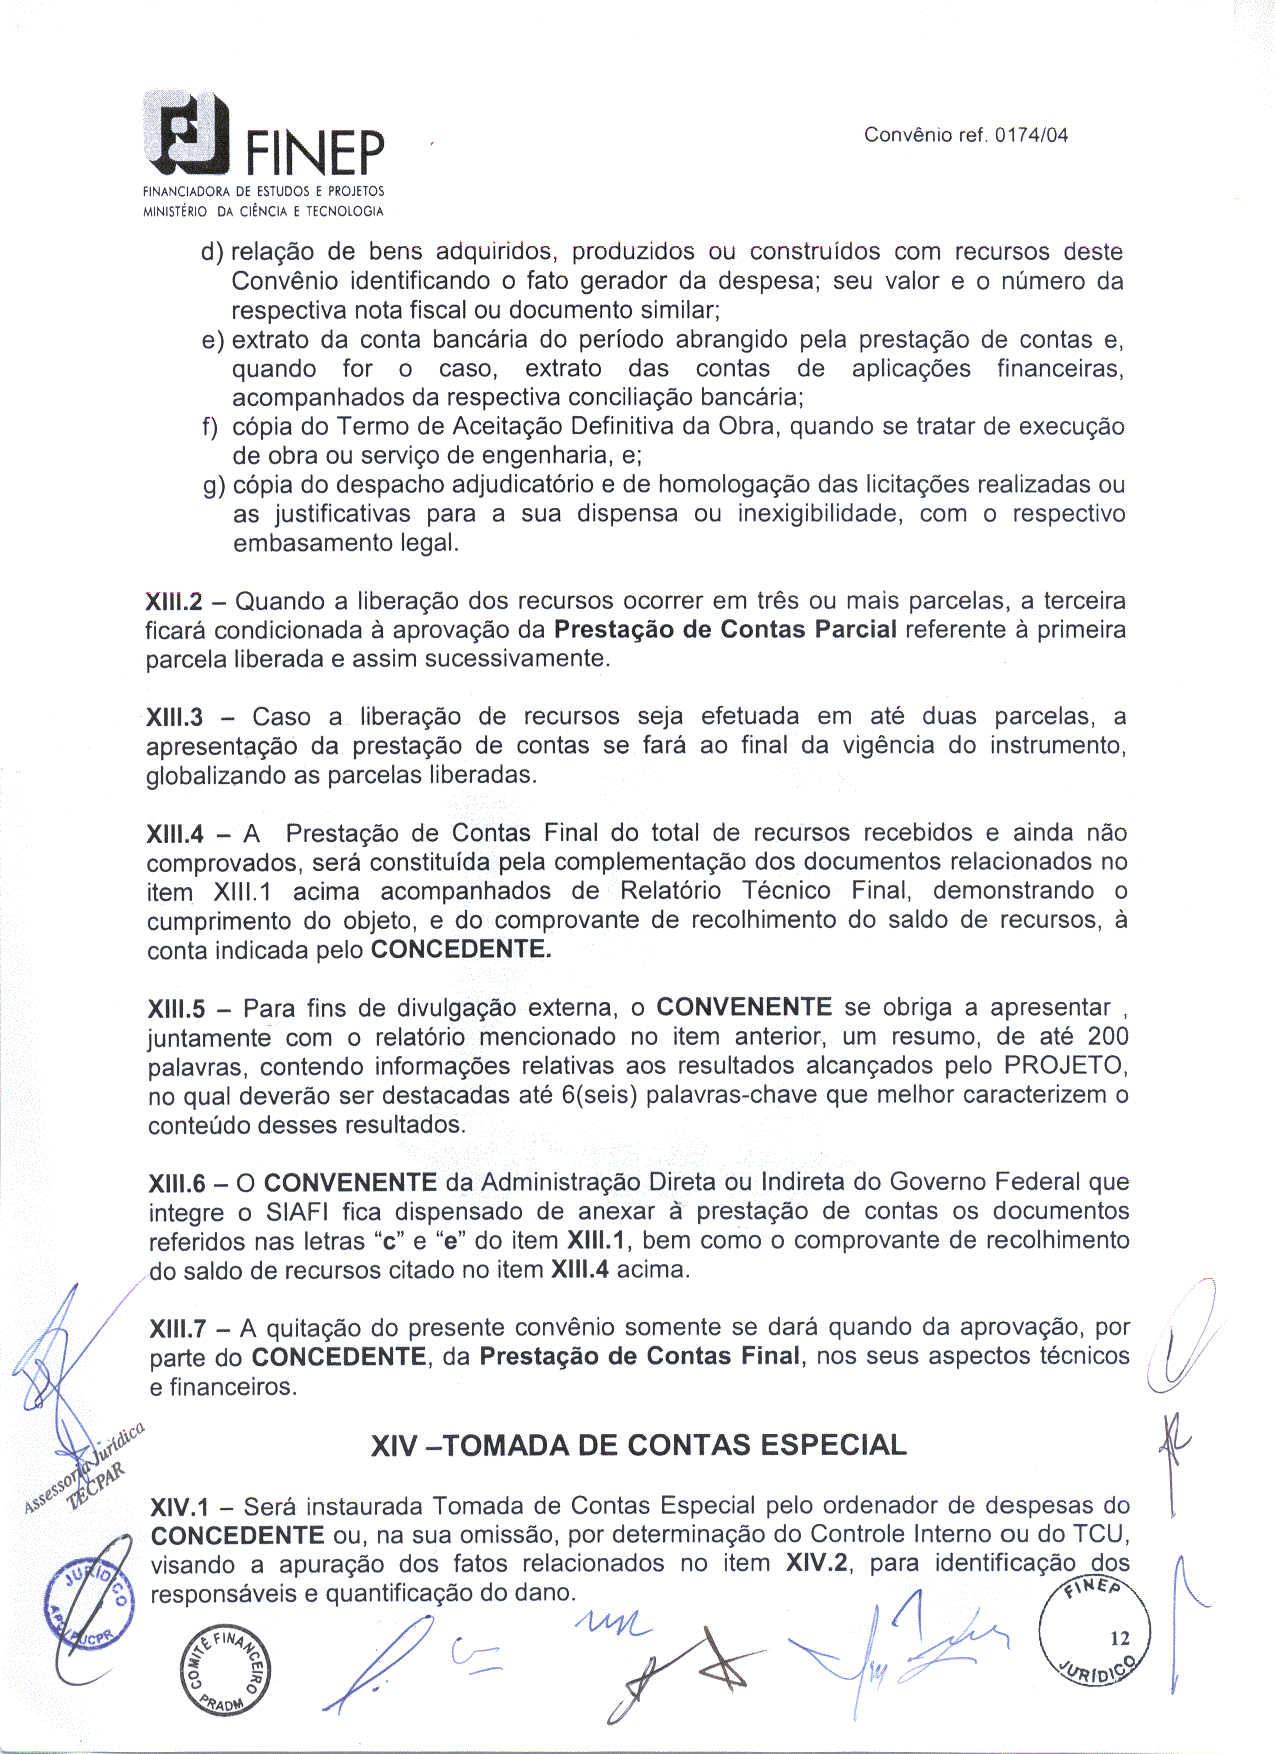 FINEP
FINANCIADORA DE ESTUDOS E PROJETOS
MINISTÉRIO DA CIÊNCIA E TECNOLOGIA
Convênio ref. 0174/04
d) relação de bens adquiridos, produzidos ou construídos com recursos deste
Convênio identificando o fato gerador da despesa; seu valor e o número da
respectiva nota fiscal ou documento similar;
e) extrato da conta bancária do período abrangido pela prestação de contas e,
quando for o caso, extrato das contas de aplicações financeiras,
acompanhados da respectiva conciliação bancária;
f) cópia do Termo de Aceitação Definitiva da Obra, quando se tratar de execução
de obra ou serviço de engenharia, e;
g) cópia do despacho adjudicatório e de homologação das licitações realizadas ou
as justificativas para a sua dispensa ou inexigibilidade, com o respectivo
embasamento legal.
XIII.2 – Quando a liberação dos recursos ocorrer em três ou mais parcelas, a terceira
ficará condicionada à aprovação da Prestação de Contas Parcial referente à primeira
parcela liberada e assim sucessivamente.
XIII.3 – Caso a liberação de recursos seja efetuada em até duas parcelas, a
apresentação da prestação de contas se fará ao final da vigência do instrumento,
globalizando as parcelas liberadas.
XIII.4 – A Prestação de Contas Final do total de recursos recebidos e ainda não
comprovados, será constituída pela complementação dos documentos relacionados no
item XIII.1 acima acompanhados de Relatório Técnico Final, demonstrando o
cumprimento do objeto, e do comprovante de recolhimento do saldo de recursos, à
conta indicada pelo CONCEDENTE.
XIII.5 – Para fins de divulgação externa, o CONVENENTE se obriga a apresentar ,
juntamente com o relatório mencionado no item anterior, um resumo, de até 200
palavras, contendo informações relativas aos resultados alcançados pelo PROJETO,
no qual deverão ser destacadas até 6(seis) palavras-chave que melhor caracterizem o
conteúdo desses resultados.
XIII.6 – O CONVENENTE da Administração Direta ou Indireta do Governo Federal que
integre o SIAFI fica dispensado de anexar à prestação de contas os documentos
referidos nas letras “c” e “e” do item XIII.1, bem como o comprovante de recolhimento
do saldo de recursos citado no item XIII.4 acima.
XIII.7 – A quitação do presente convênio somente se dará quando da aprovação, por
parte do CONCEDENTE, da Prestação de Contas Final, nos seus aspectos técnicos
e financeiros.
Assessoria Jurídica
TECPAR
XIV –TOMADA DE CONTAS ESPECIAL
XIV.1 – Será instaurada Tomada de Contas Especial pelo ordenador de despesas do
CONCEDENTE ou, na sua omissão, por determinação do Controle Interno ou do TCU,
visando a apuração dos fatos relacionados no item XIV.2, para identificação dos
responsáveis e quantificação do dano.
JURÍDICO
PUCPR
COMITÊ FINANCEIRO
PRADM
FINEP
12
JURÍDICO